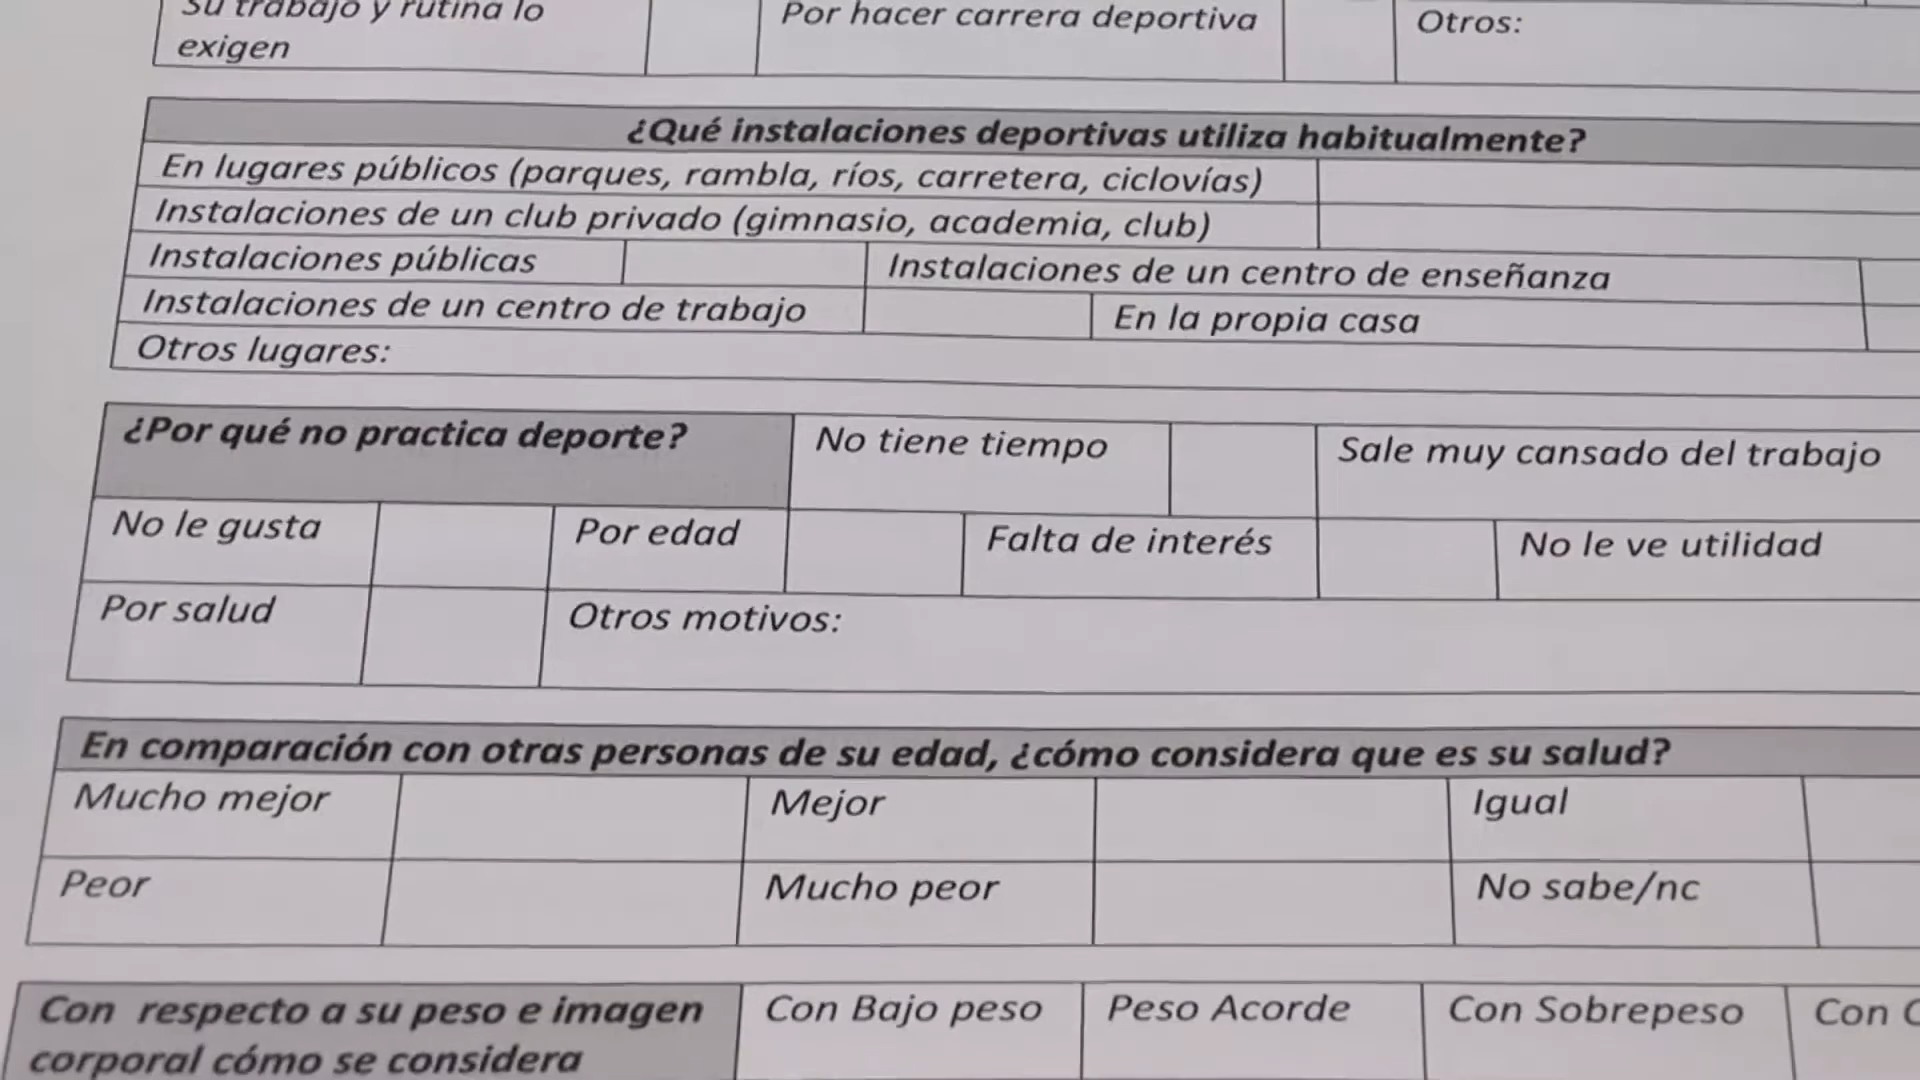 Su trabajo y rutina lo
exigen
Por hacer carrera deportiva
Otros:
¿Qué instalaciones deportivas utiliza habitualmente?
En lugares públicos (parques, rambla, ríos, carretera, ciclovías)
Instalaciones de un club privado (gimnasio, academia, club)
Instalaciones públicas
Instalaciones de un centro de enseñanza
Instalaciones de un centro de trabajo
En la propia casa
Otros lugares:
¿Por qué no practica deporte?
No tiene tiempo
Sale muy cansado del trabajo
No le gusta
Por edad
Falta de interés
No le ve utilidad
Por salud
Otros motivos:
En comparación con otras personas de su edad, ¿cómo considera que es su salud?
Mucho mejor
Mejor
Igual
Peor
Mucho peor
No sabe/nc
Con respecto a su peso e imagen
corporal cómo se considera
Con Bajo peso
Peso Acorde
Con Sobrepeso
Con